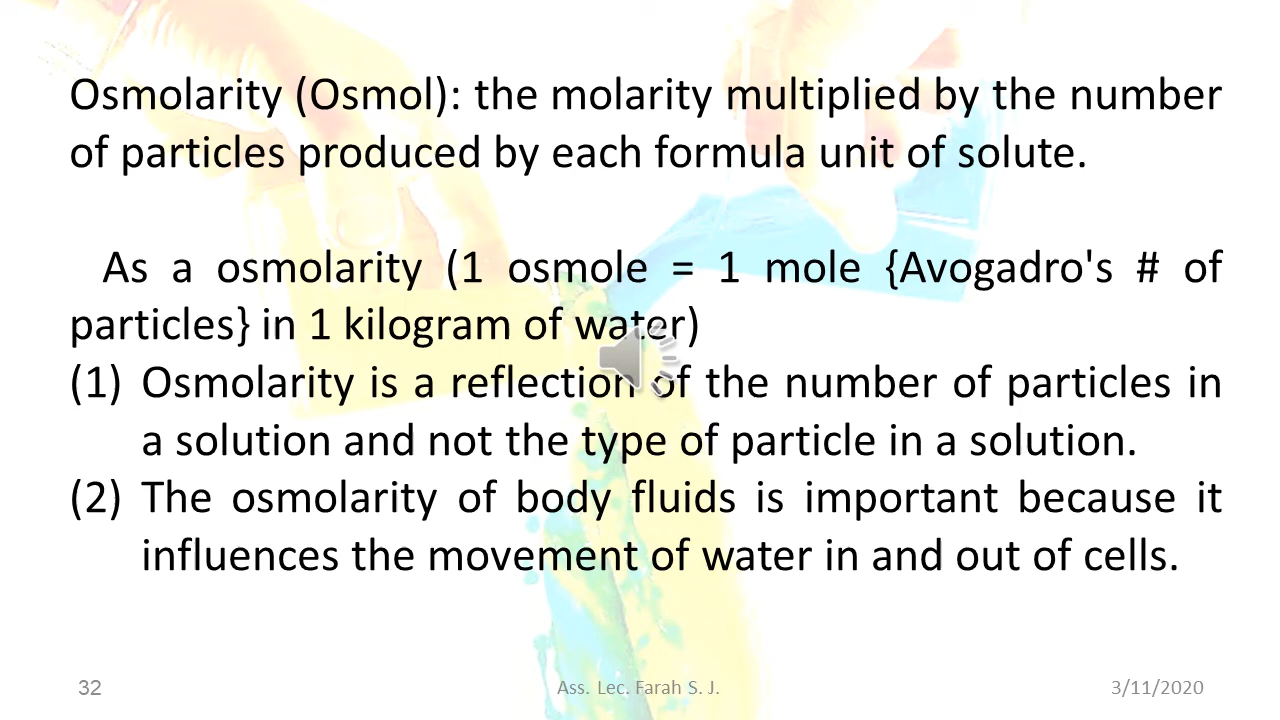 Osmolarity (Osmol): the molarity multiplied by the number
of particles produced by each formula unit of solute.
As a osmolarity (1 osmole = 1 mole {Avogadro's # of
particles} in 1 kilogram of water)
(1) Osmolarity is a reflection of the number of particles in
a solution and not the type of particle in a solution.
(2) The osmolarity of body fluids is important because it
influences the movement of water in and out of cells.
32
Ass. Lec. Farah S. J.
3/11/2020